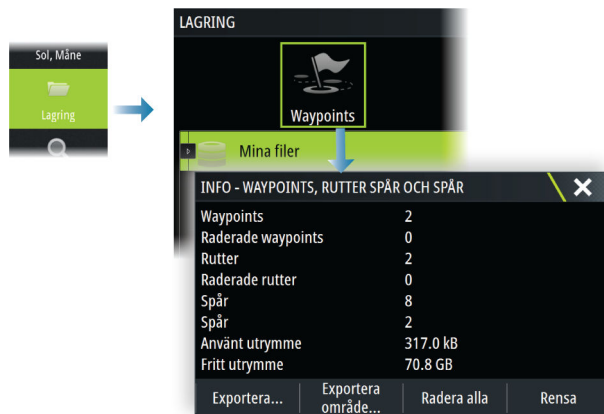 Sol, Måne
Lagring
LAGRING
Waypoints
Mina filer
INFO - WAYPOINTS, RUTTER SPÅR OCH SPÅR
Waypoints 2
Raderade waypoints 0
Rutter 2
Raderade rutter 0
Spår 8
Spår 2
Använt utrymme 317.0 kB
Fritt utrymme 70.8 GB
Exportera... Exportera område... Radera alla Rensa